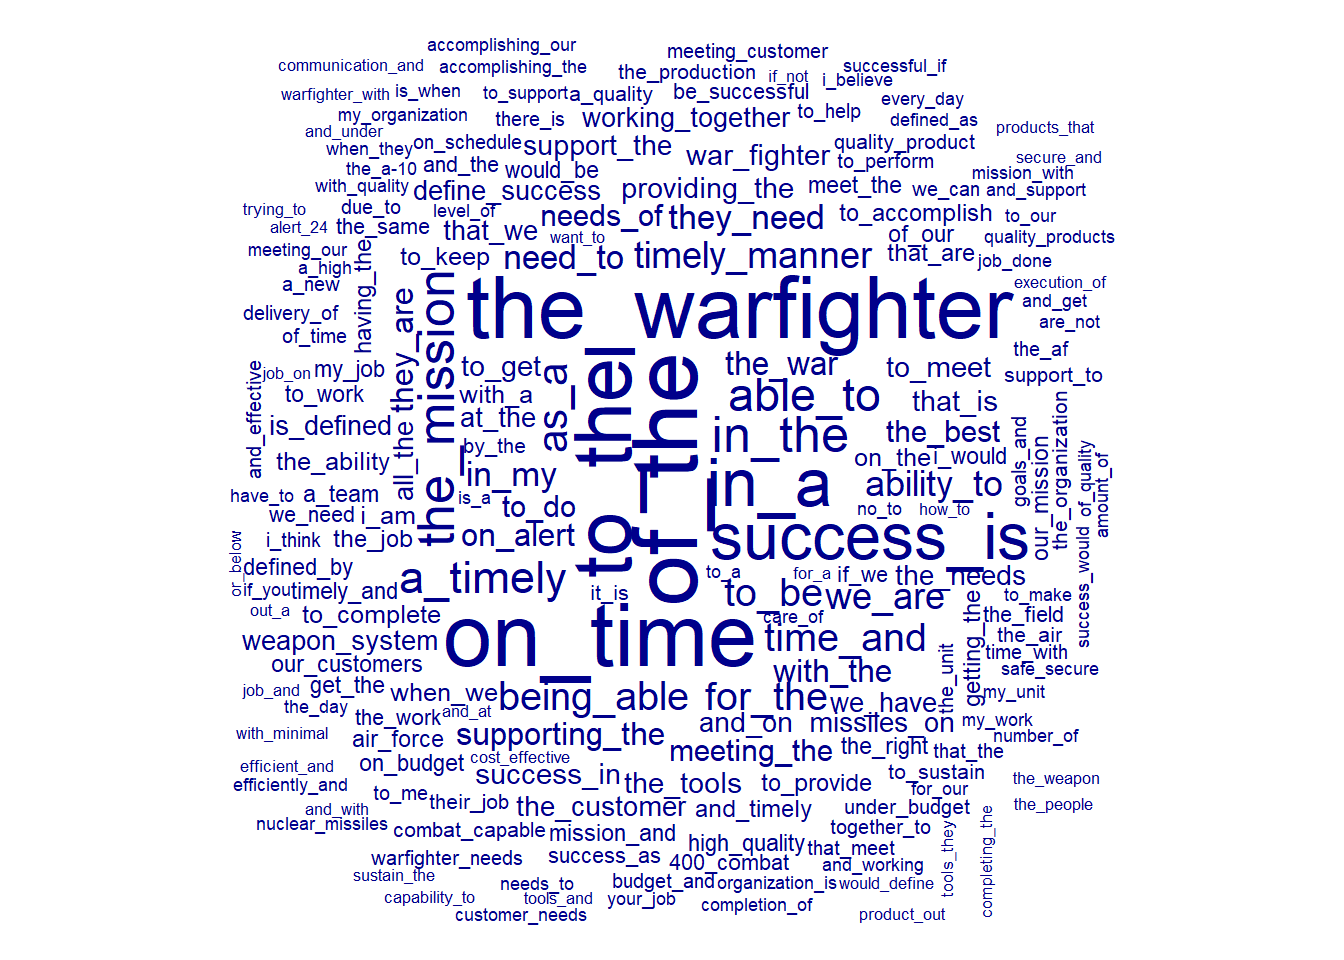 accomplishing_our
meeting_customer
communication_and
accomplishing_the
the_production
if_not
i_believe
successful_if
warfighter_with
is_when
to_support
a_quality
be_successful
every_day
my_organization
there_is
working_together
to_help
defined_as
and_under
when_they
on_schedule
support_the
war_fighter
quality_product
products_that
the_a-10
and_the
would_be
to_perform
secure_and
mission_with
with_quality
define_success
providing_the
meet_the
we_can
and_support
trying_to
due_to
level_of
needs_of
they_need
to_accomplish
to_our
alert_24
the_same
that_we
want_to
of_our
quality_products
meeting_our
having_the
to_keep
need_to
timely_manner
that_are
job_done
a_high
a_new
they_are
the_mission
the_warfighter
execution_of
and_get
delivery_of
of_time
are_not
the_af
job_on
my_job
to_get
as_a
to_the
of_the
the_war
to_meet
support_to
and_effective
to_work
with_a
able_to
that_is
is_defined
all_the
at_the
in_the
the_best
goals_and
our_mission
the_organization
of_quality
amount_of
the_ability
by_the
in_my
on_the
i_would
in_a
ability_to
have_to
a_team
is_a
to_do
no_to
how_to
we_need
i_am
i_think
the_job
on_alert
success_is
or_below
defined_by
if_you
timely_and
a_timely
it_is
to_a
for_a
if_we
the_needs
success_would
out_a
to_complete
to_be
we_are
care_of
to_make
the_field
weapon_system
on_time
time_and
the_air
time_with
our_customers
with_the
the_unit
getting_the
safe_secure
job_and
get_the
when_we
being_able
for_the
we_have
my_unit
the_day
the_work
and_at
and_on
missiles_on
my_work
number_of
with_minimal
air_force
supporting_the
meeting_the
the_right
that_the
efficient_and
on_budget
cost_effective
success_in
the_tools
to_provide
to_sustain
the_weapon
efficiently_and
to_me
their_job
the_customer
and_timely
under_budget
for_our
the_people
and_with
nuclear_missiles
combat_capable
mission_and
high_quality
together_to
that_meet
tools_they
completing_the
warfighter_needs
success_as
400_combat
and_working
sustain_the
needs_to
budget_and
organization_is
would_define
capability_to
tools_and
your_job
completion_of
customer_needs
product_out